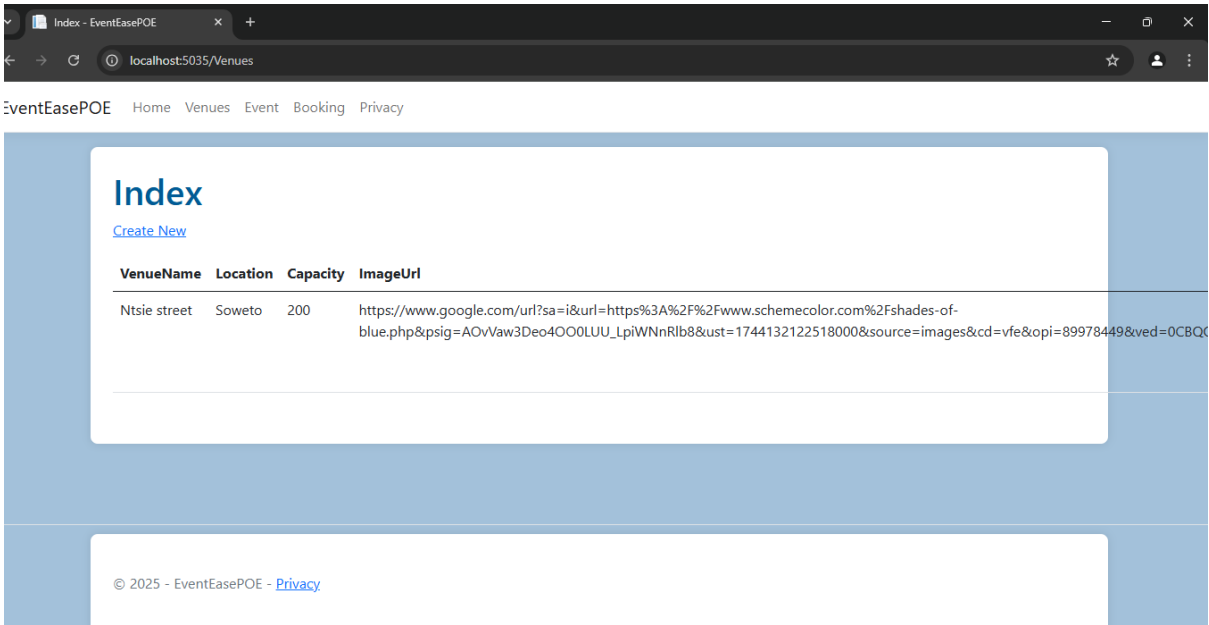 Index - EventEasePOE
localhost:5035/Venues
EventEasePOE Home Venues Event Booking Privacy
Index
Create New
VenueName Location Capacity ImageUrl
Ntsie street Soweto 200 https://www.google.com/url?sa=i&url=https%3A%2F%2Fwww.schemecolor.com%2Fshades-of-
blue.php&psig=AOvVaw3Deo4OO0LUU_LpiWNnRlb8&ust=1744132122518000&source=images&cd=vfe&opi=89978449&ved=0CBQ
© 2025 - EventEasePOE - Privacy